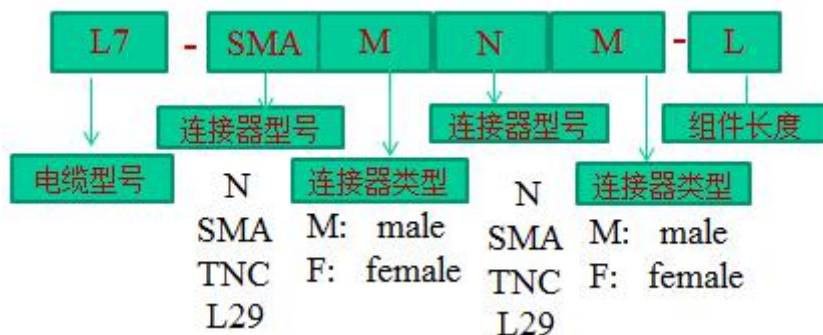 L7 - SMA M N M - L
连接器型号 连接器型号 组件长度
电缆型号 连接器类型 连接器类型
N
SMA
TNC
L29
M: male
F: female
N
SMA
TNC
L29
M: male
F: female